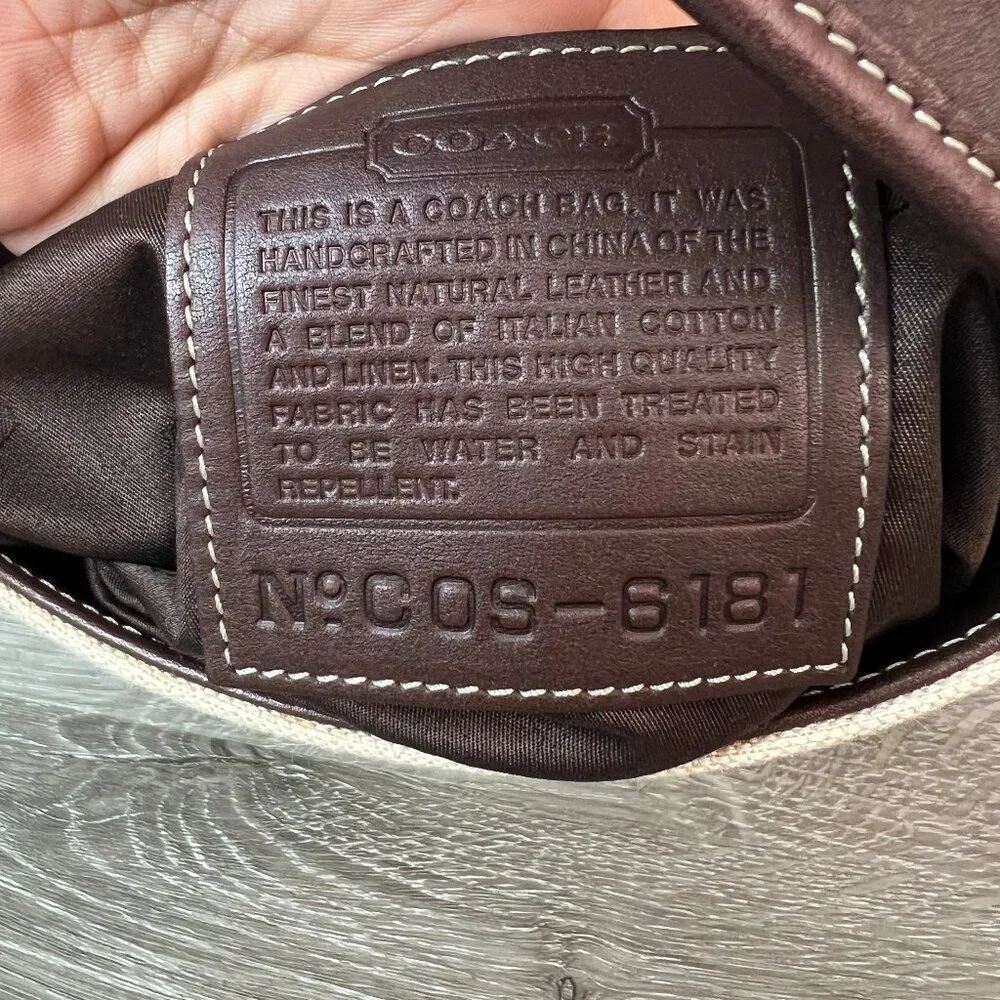 COACH
THIS IS A COACH BAG. IT WAS
HANDCRAFTED IN CHINA OF THE
FINEST NATURAL LEATHER AND
A BLEND OF ITALIAN COTTON
AND LINEN. THIS HIGH QUALITY
FABRIC HAS BEEN TREATED
TO BE WATER AND STAIN
REPELLENT.
Nº COS-6181